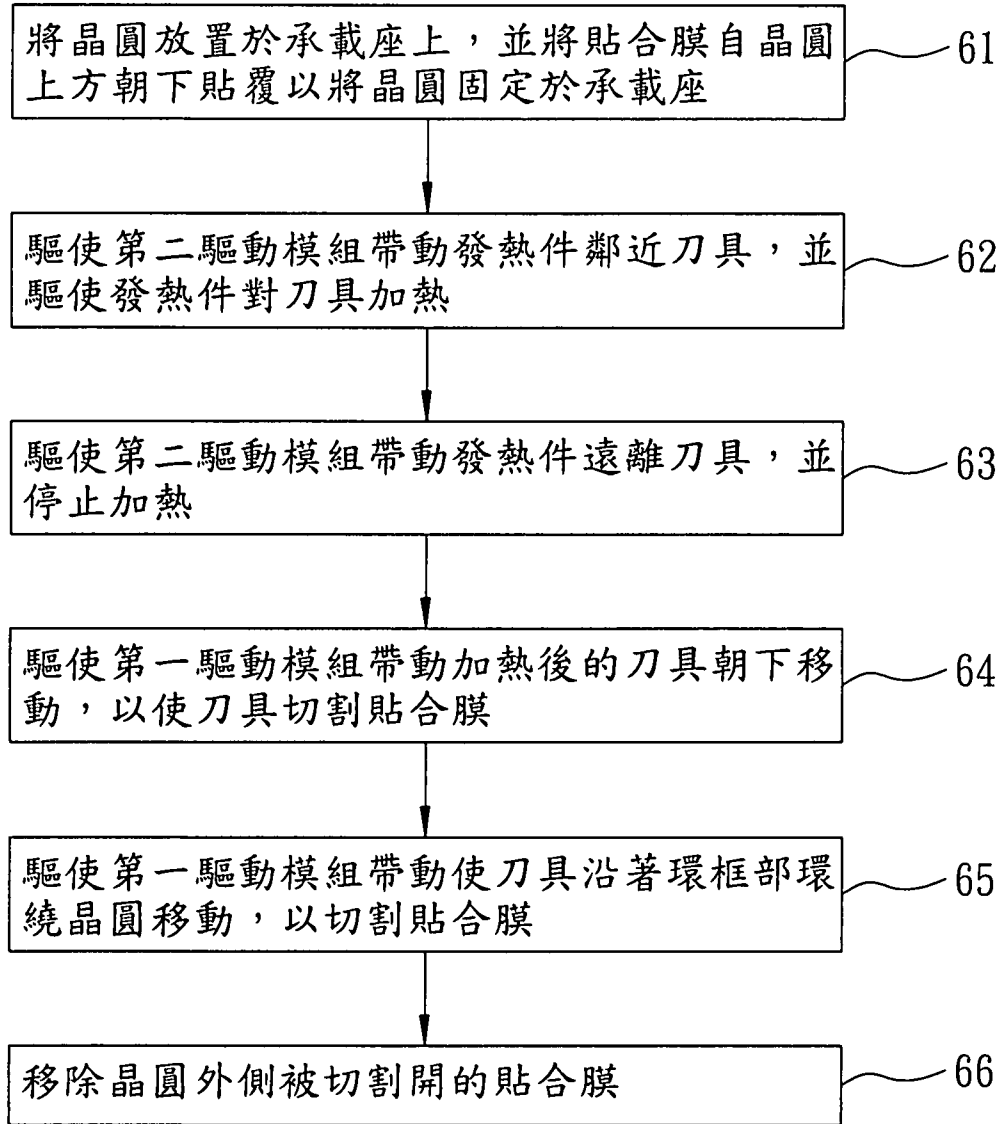 將晶圓放置於承載座上，並將貼合膜自晶圓
上方朝下貼覆以將晶圓固定於承載座
61
驅使第二驅動模組帶動發熱件鄰近刀具，並
驅使發熱件對刀具加熱
62
驅使第二驅動模組帶動發熱件遠離刀具，並
停止加熱
63
驅使第一驅動模組帶動加熱後的刀具朝下移
動，以使刀具切割貼合膜
64
驅使第一驅動模組帶動使刀具沿著環框部環
繞晶圓移動，以切割貼合膜
65
移除晶圓外側被切割開的貼合膜
66